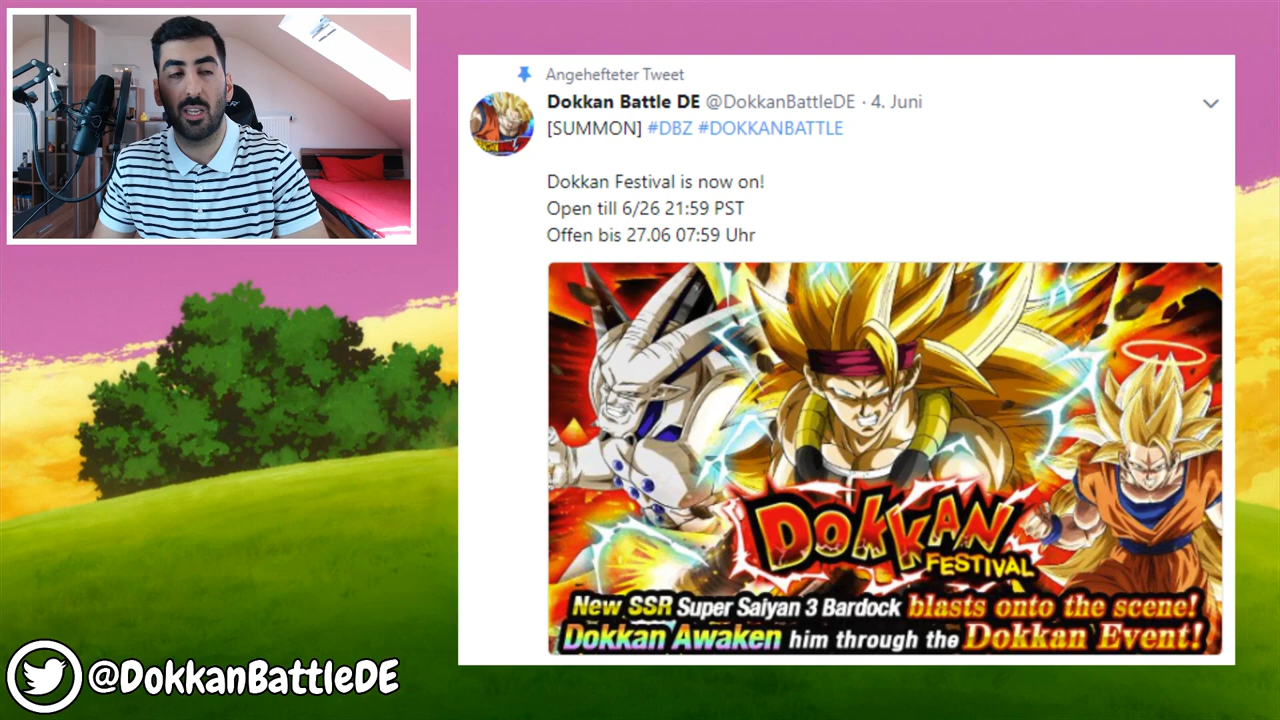 Angehefteter Tweet
Dokkan Battle DE @DokkanBattleDE · 4. Juni
[SUMMON] #DBZ #DOKKANBATTLE
Dokkan Festival is now on!
Open till 6/26 21:59 PST
Offen bis 27.06 07:59 Uhr
DOKKAN
FESTIVAL
New SSR Super Saiyan 3 Bardock blasts onto the scene!
Dokkan Awaken him through the Dokkan Event!
@DokkanBattleDE